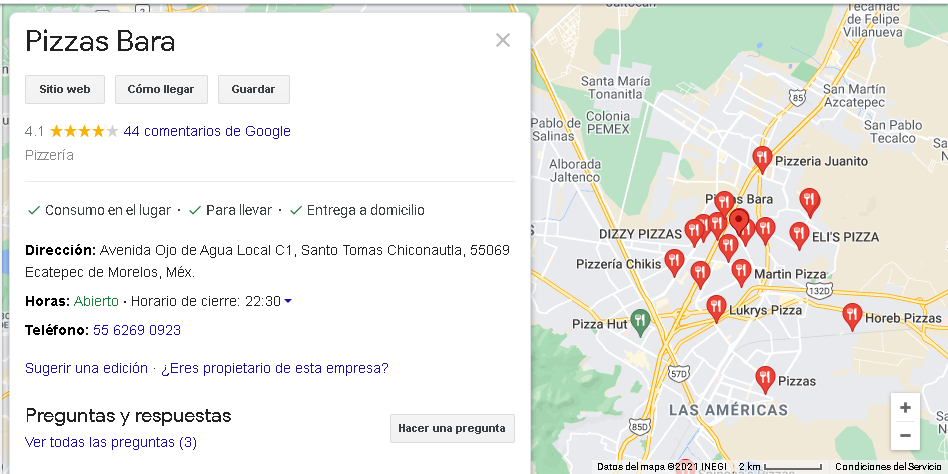 Pizzas Bara
Sitio web
Cómo llegar
Guardar
4.1 44 comentarios de Google
Pizzería
Consumo en el lugar · Para llevar · Entrega a domicilio
Dirección: Avenida Ojo de Agua Local C1, Santo Tomas Chiconautla, 55069
Ecatepec de Morelos, Méx.
Horas: Abierto · Horario de cierre: 22:30
Teléfono: 55 6269 0923
Sugerir una edición · ¿Eres propietario de esta empresa?
Preguntas y respuestas
Ver todas las preguntas (3)
Hacer una pregunta
Jaltocan
2
Tecámac
de Felipe
Villanueva
Santa María
Tonanitla
85
San Martín
Azcatepec
Colonia
PEMEX
Pablo de
Salinas
San Pablo
Tecalco
Alborada
Jaltenco
Pizzeria Juanito
Bara
DIZZY PIZZAS
ELI'S PIZZA
Pizzería Chikis
Martin Pizza
132D
Lukrys Pizza
Pizza Hut
Horeb Pizzas
57D
Pizzas
LAS AMÉRICAS
85D
Datos del mapa ©2021 INEGI
2 km
Condiciones del Servicio